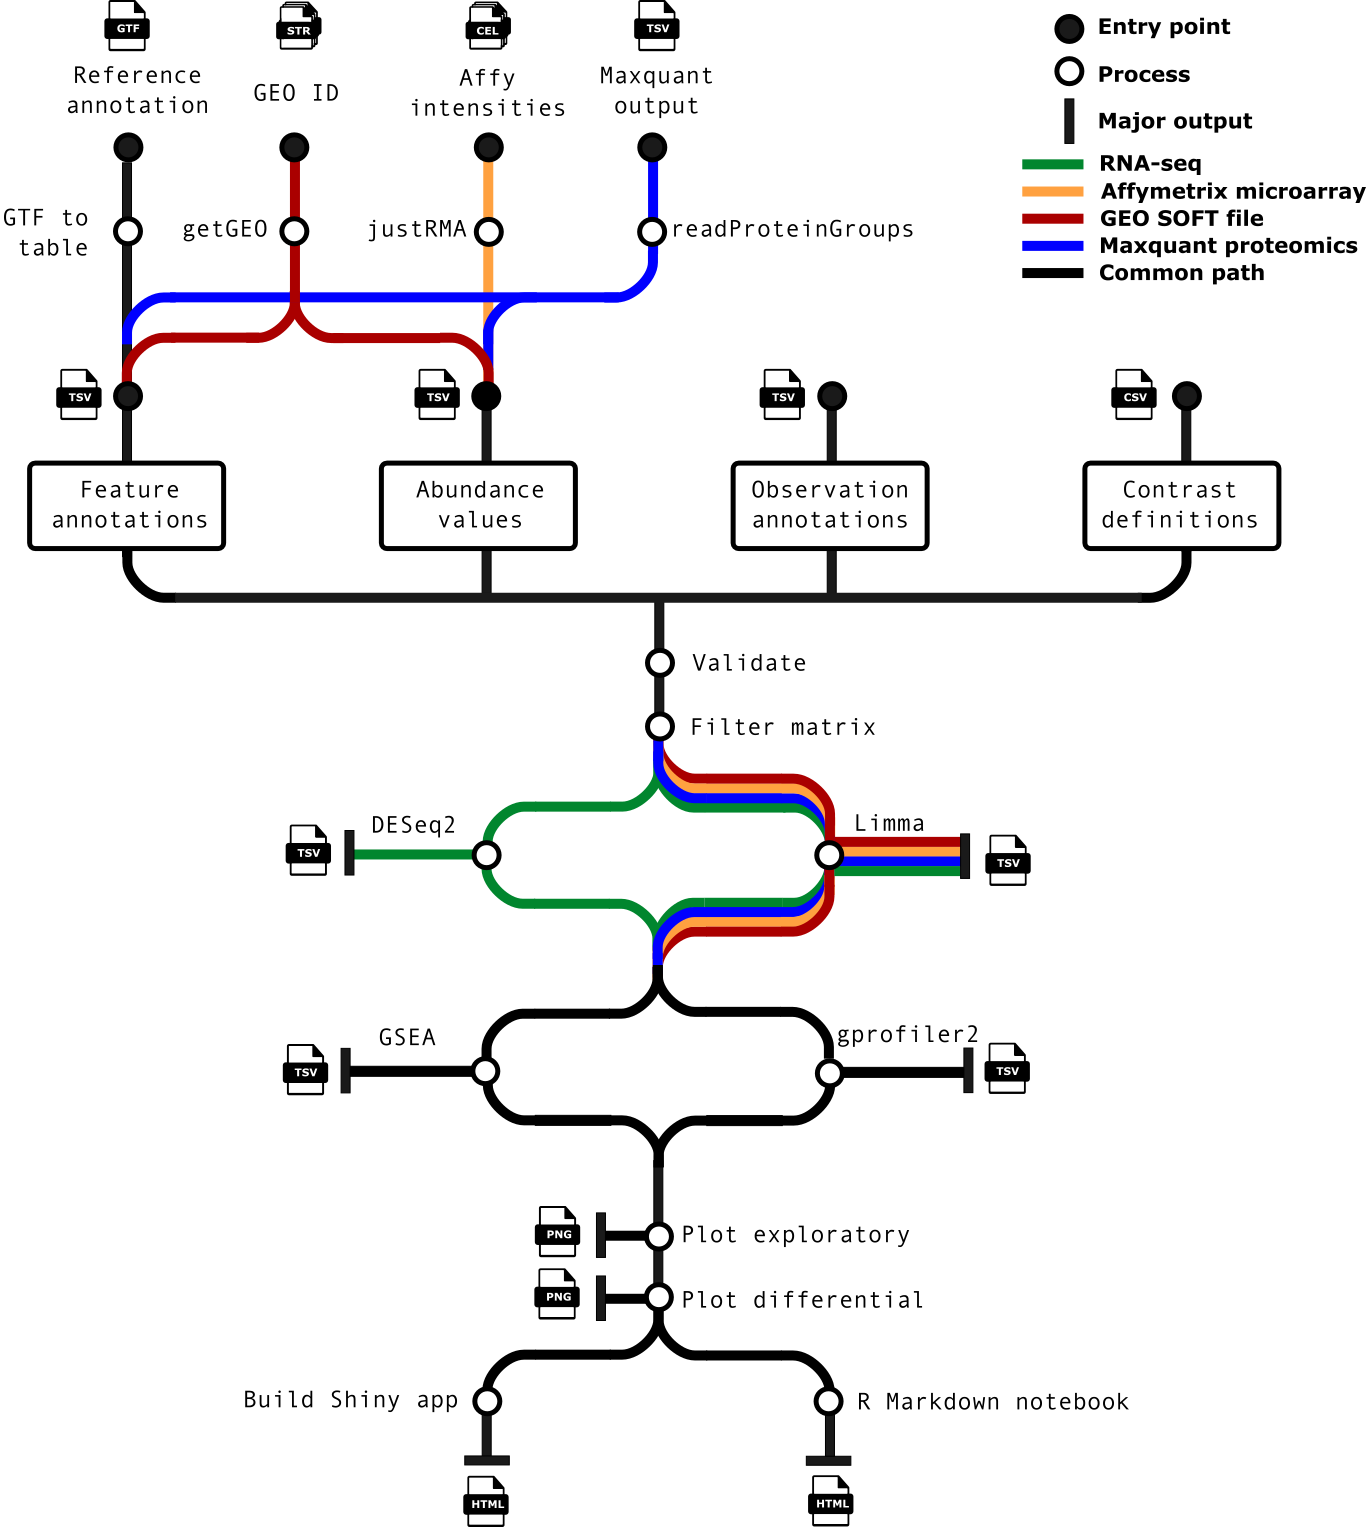 GTF
STR
CEL
TSV
Reference
annotation
GEO ID
Affy
intensities
Maxquant
output
Entry point
Process
Major output
RNA-seq
Affymetrix microarray
GEO SOFT file
Maxquant proteomics
Common path
GTF to
table
getGEO
justRMA
readProteinGroups
TSV
TSV
TSV
CSV
Feature
annotations
Abundance
values
Observation
annotations
Contrast
definitions
Validate
Filter matrix
DESeq2
TSV
Limma
TSV
GSEA
TSV
gprofiler2
TSV
PNG
Plot exploratory
PNG
Plot differential
Build Shiny app
R Markdown notebook
HTML
HTML